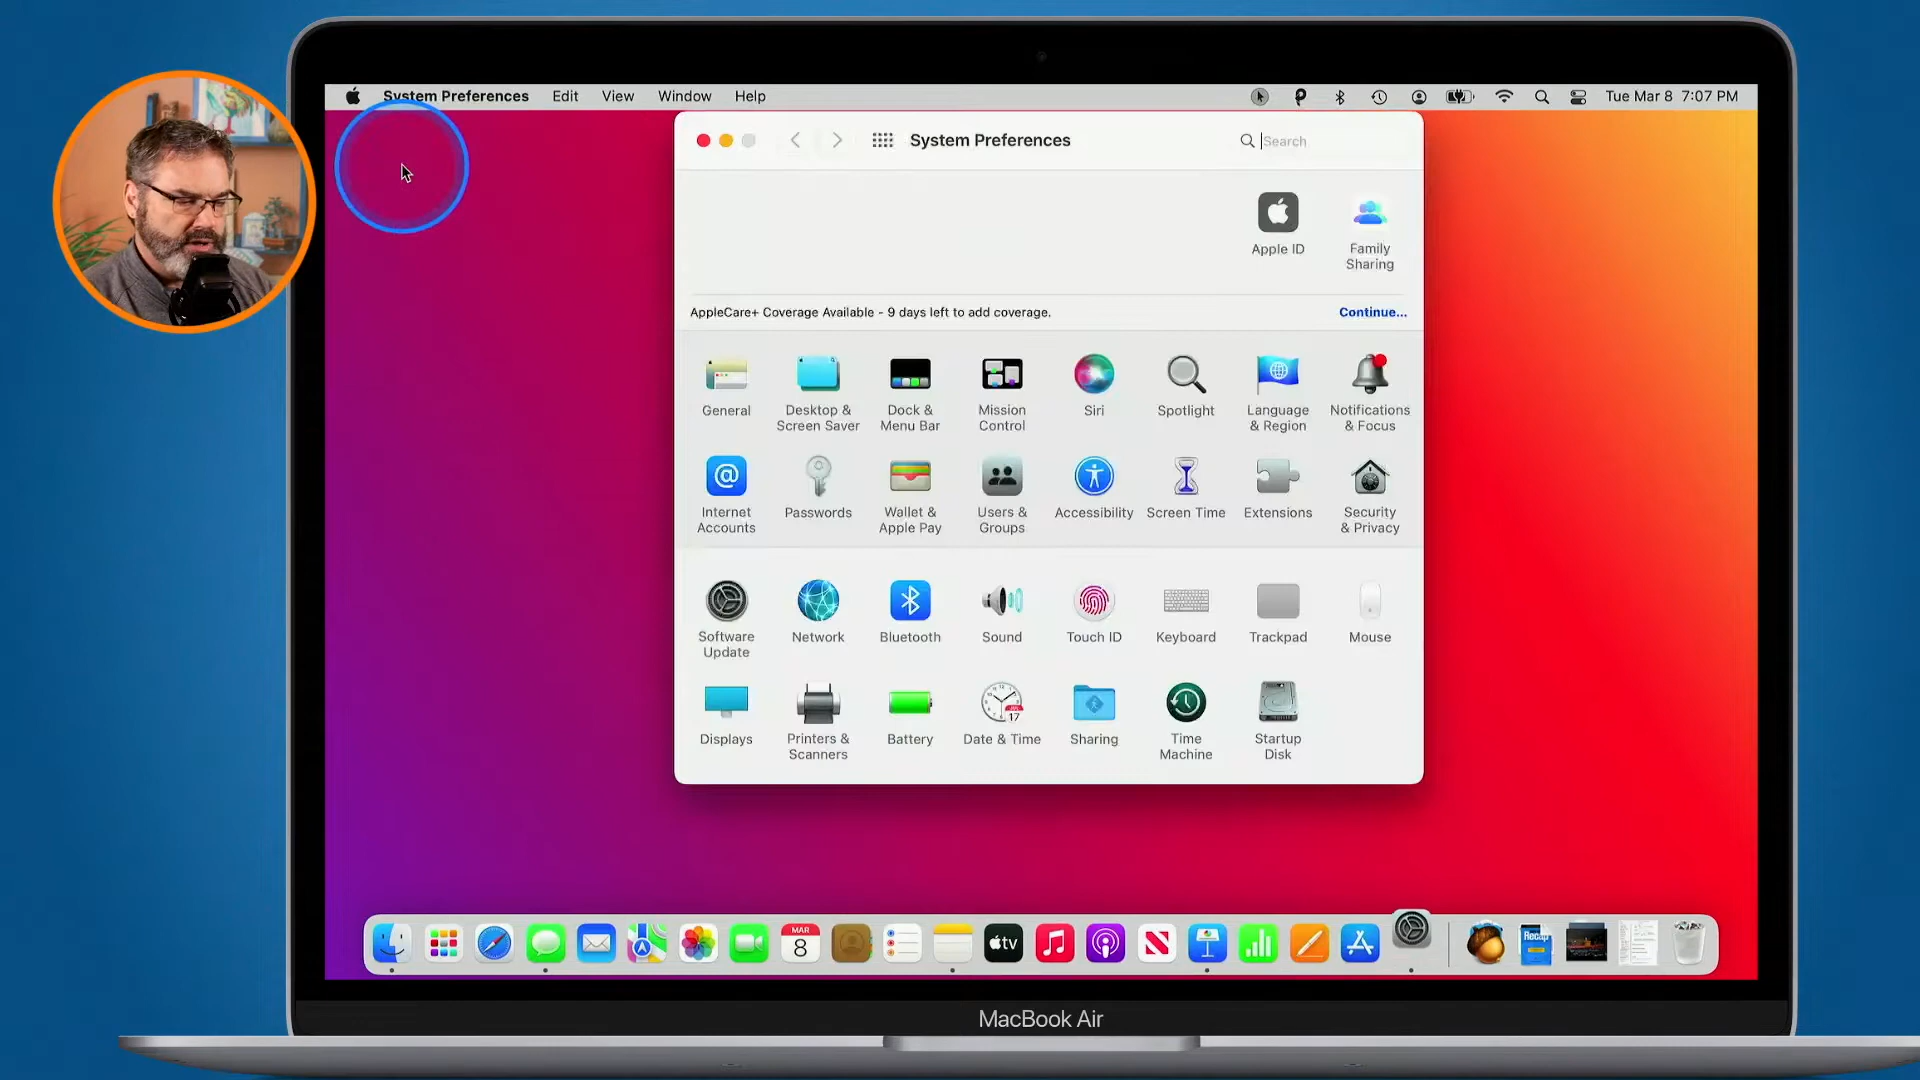 System Preferences Edit View Window Help Tue Mar 8 7:07 PM
System Preferences Search
Apple ID
Family
Sharing
AppleCare+ Coverage Available - 9 days left to add coverage. Continue...
General
Desktop &
Screen Saver
Dock &
Menu Bar
Mission
Control
Siri
Spotlight
Language
& Region
Notifications
& Focus
Internet
Accounts
Passwords
Wallet &
Apple Pay
Users &
Groups
Accessibility
Screen Time
Extensions
Security
& Privacy
Software
Update
Network
Bluetooth
Sound
Touch ID
Keyboard
Trackpad
Mouse
Displays
Printers &
Scanners
Battery
17
Date & Time
Sharing
Time
Machine
Startup
Disk
MAR
8
tv
Recap
MacBook Air